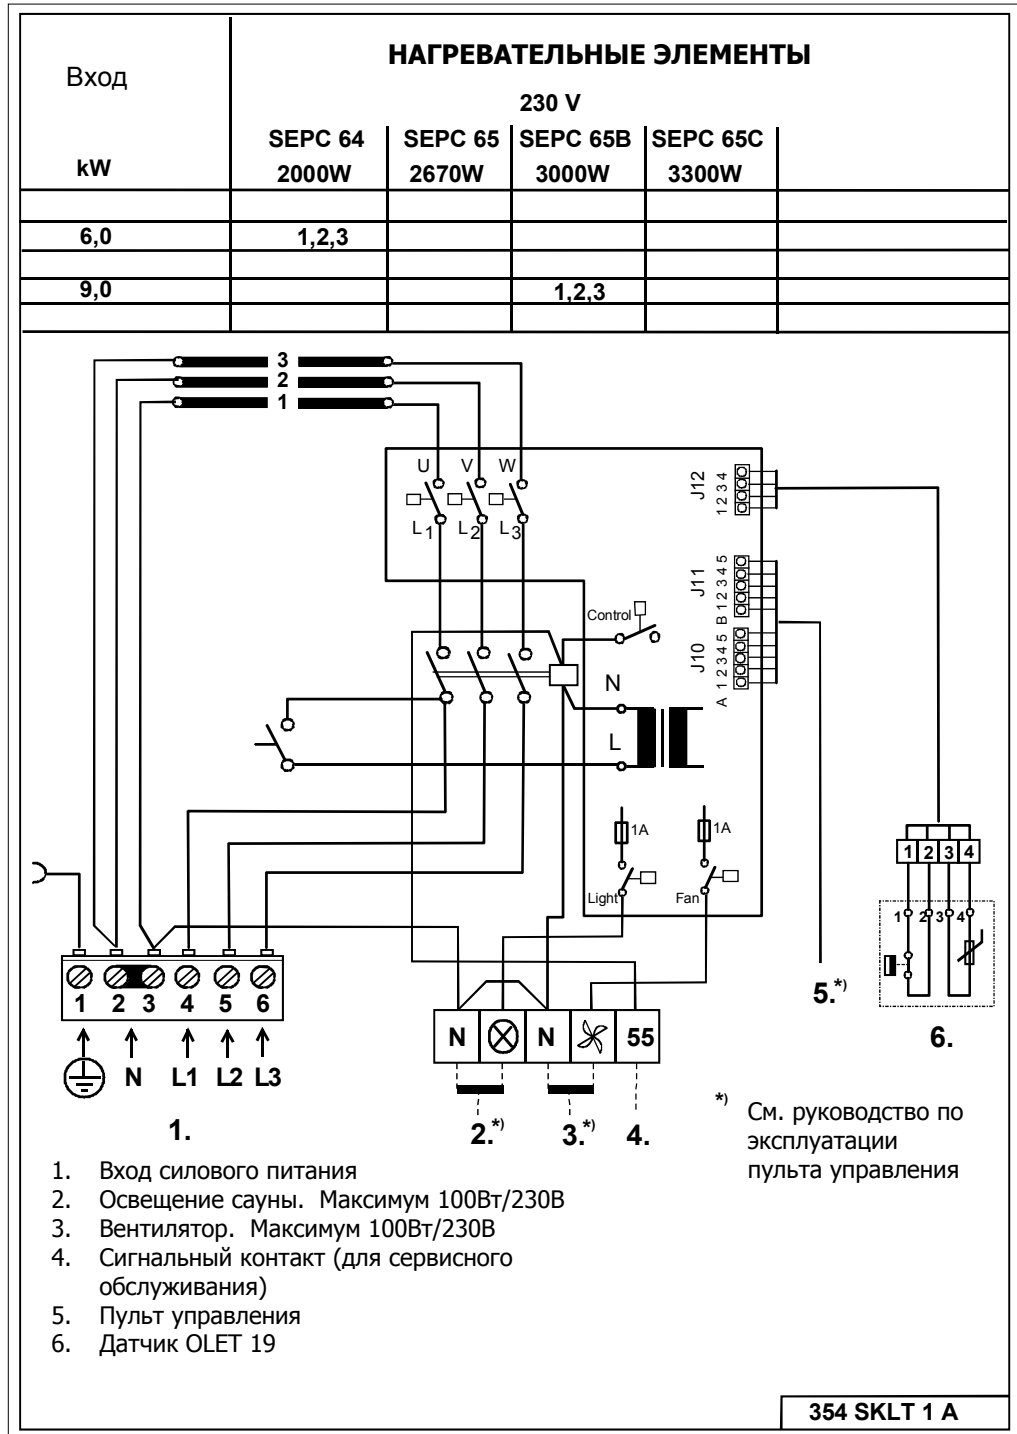 Вход
НАГРЕВАТЕЛЬНЫЕ ЭЛЕМЕНТЫ
230 V
kW
SEPC 64 SEPC 65 SEPC 65B SEPC 65C
2000W 2670W 3000W 3300W
6,0 1,2,3
9,0 1,2,3
3
2
1
U V W
L1 L2 L3
J12
1 2 3 4
J11
B 1 2 3 4 5
J10
A 1 2 3 4 5
Control
N
L
1A 1A
Light Fan
1 2 3 4
1 2 3 4
1 2 3 4 5 6
N L1 L2 L3
1.
N N 55
2.*) 3.*) 4.
5.*)
6.
*) См. руководство по
эксплуатации
пульта управления
1. Вход силового питания
2. Освещение сауны. Максимум 100Вт/230В
3. Вентилятор. Максимум 100Вт/230В
4. Сигнальный контакт (для сервисного
обслуживания)
5. Пульт управления
6. Датчик OLET 19
354 SKLT 1 A